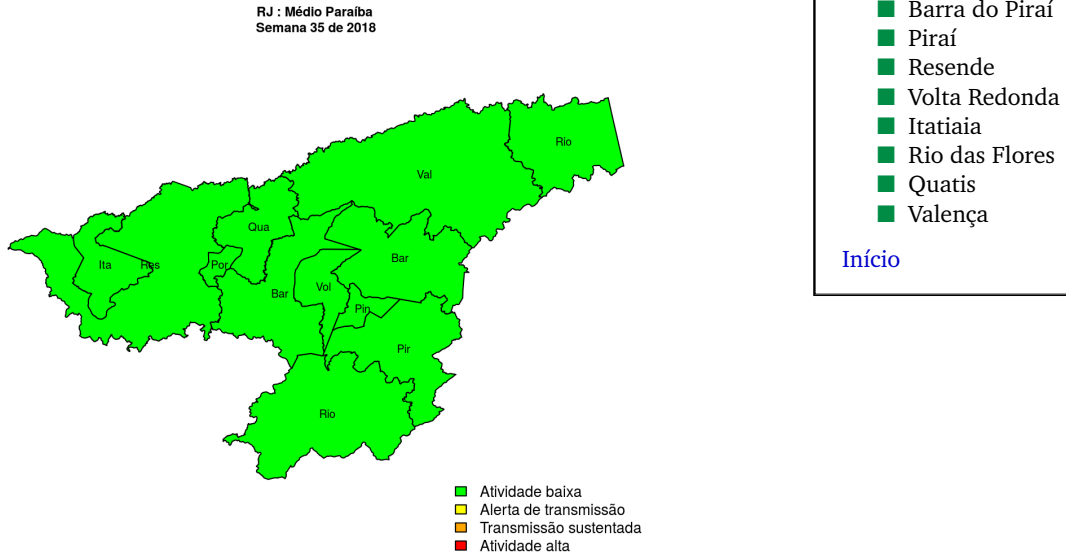 RJ : Médio Paraíba
Semana 35 de 2018
Rio
Val
Qua
Ita
Res
Por
Bar
Bar
Vol
Pin
Pir
Rio
Atividade baixa
Alerta de transmissão
Transmissão sustentada
Atividade alta
Barra do Piraí
Piraí
Resende
Volta Redonda
Itatiaia
Rio das Flores
Quatis
Valença
Início